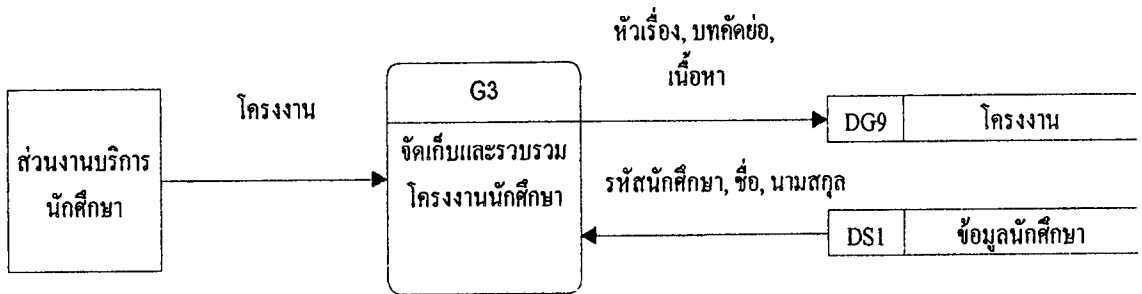 หัวเรื่อง, บทคัดย่อ,
เนื้อหา
โครงงาน
G3
DG9 โครงงาน
ส่วนงานบริการ
นักศึกษา
จัดเก็บและรวบรวม
โครงงานนักศึกษา
รหัสนักศึกษา, ชื่อ, นามสกุล
DS1 ข้อมูลนักศึกษา